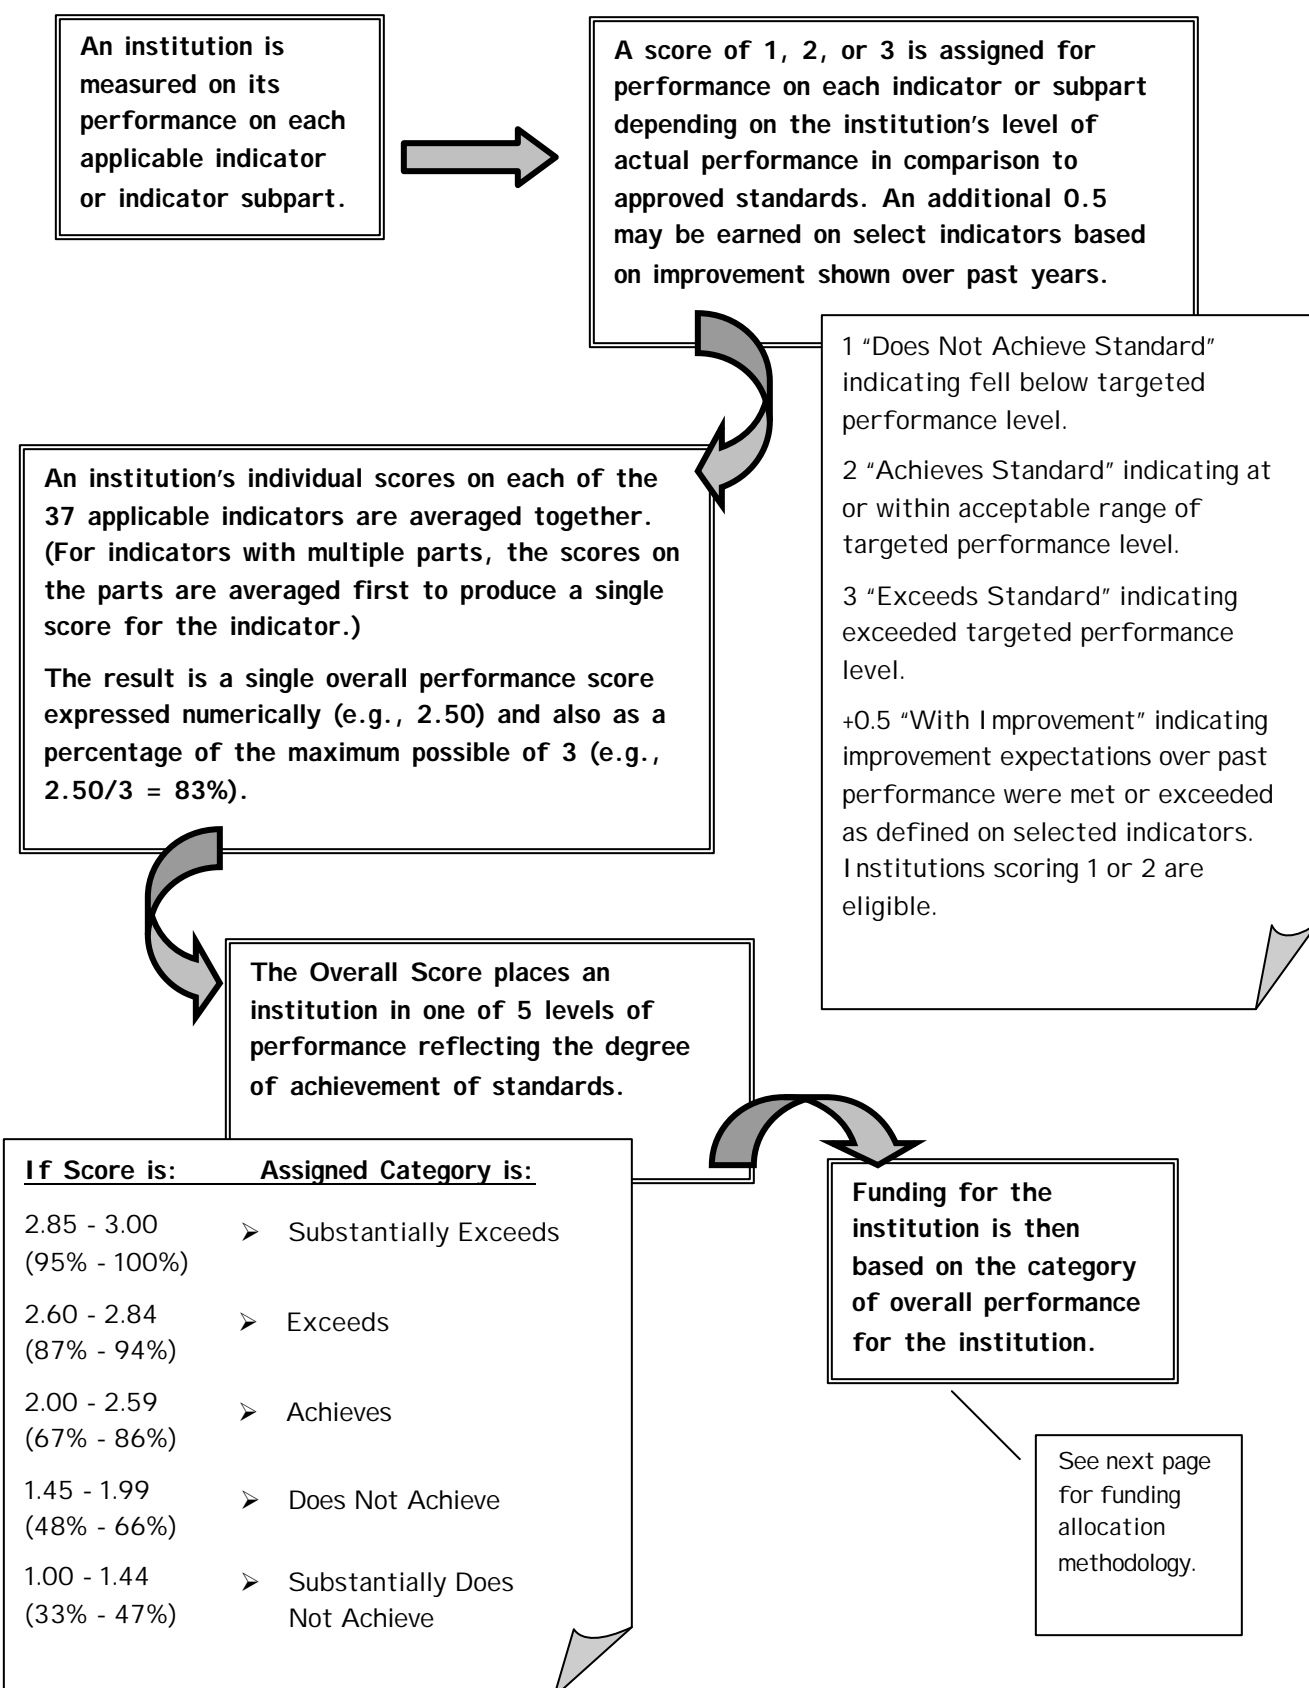 An institution is
measured on its
performance on each
applicable indicator
or indicator subpart.
A score of 1, 2, or 3 is assigned for
performance on each indicator or subpart
depending on the institution's level of
actual performance in comparison to
approved standards. An additional 0.5
may be earned on select indicators based
on improvement shown over past years.
1 "Does Not Achieve Standard"
indicating fell below targeted
performance level.
2 "Achieves Standard" indicating at
or within acceptable range of
targeted performance level.
3 "Exceeds Standard" indicating
exceeded targeted performance
level.
+0.5 "With Improvement" indicating
improvement expectations over past
performance were met or exceeded
as defined on selected indicators.
Institutions scoring 1 or 2 are
eligible.
An institution's individual scores on each of the
37 applicable indicators are averaged together.
(For indicators with multiple parts, the scores on
the parts are averaged first to produce a single
score for the indicator.)
The result is a single overall performance score
expressed numerically (e.g., 2.50) and also as a
percentage of the maximum possible of 3 (e.g.,
2.50/3 = 83%).
The Overall Score places an
institution in one of 5 levels of
performance reflecting the degree
of achievement of standards.
If Score is: Assigned Category is:
2.85 - 3.00 ➢ Substantially Exceeds
(95% - 100%)
2.60 - 2.84 ➢ Exceeds
(87% - 94%)
2.00 - 2.59 ➢ Achieves
(67% - 86%)
1.45 - 1.99 ➢ Does Not Achieve
(48% - 66%)
1.00 - 1.44 ➢ Substantially Does
(33% - 47%) Not Achieve
Funding for the
institution is then
based on the category
of overall performance
for the institution.
See next page
for funding
allocation
methodology.